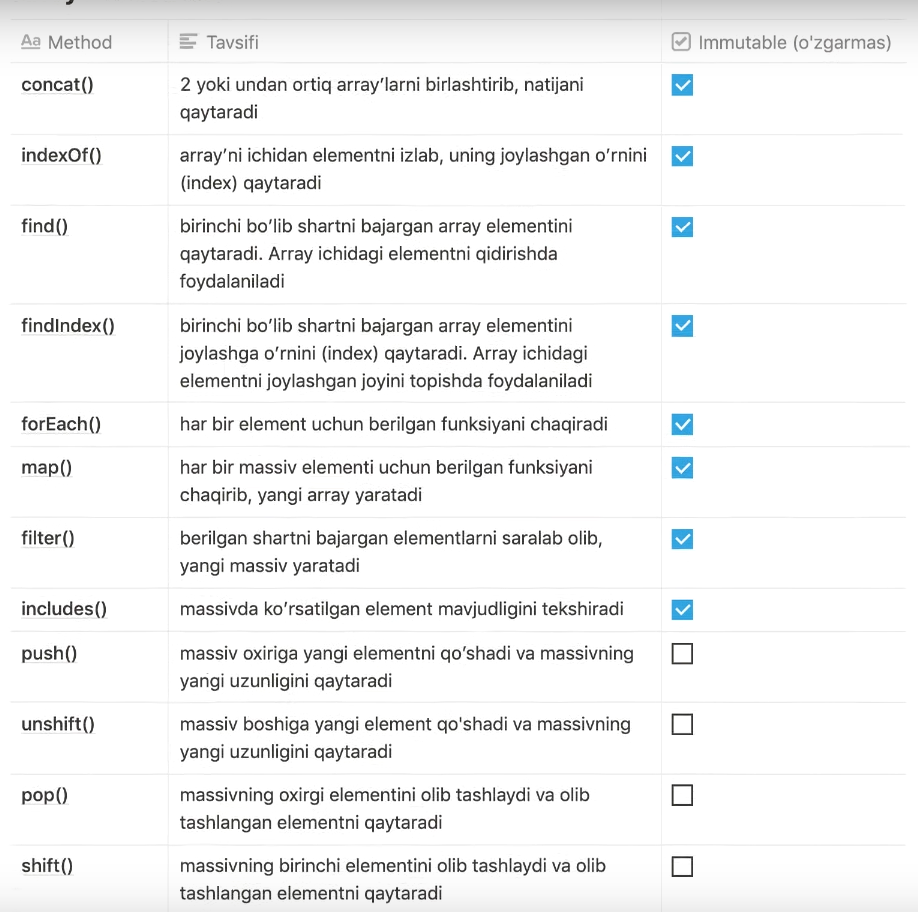 Aa Method Tavsifi Immutable (o'zgarmas)
concat() 2 yoki undan ortiq array’larni birlashtirib, natijani
qaytaradi
indexOf() array’ni ichidan elementni izlab, uning joylashgan o’rnini
(index) qaytaradi
find() birinchi bo’lib shartni bajargan array elementini
qaytaradi. Array ichidagi elementni qidirishda
foydalaniladi
findIndex() birinchi bo’lib shartni bajargan array elementini
joylashga o’rnini (index) qaytaradi. Array ichidagi
elementni joylashgan joyini topishda foydalaniladi
forEach() har bir element uchun berilgan funksiyani chaqiradi
map() har bir massiv elementi uchun berilgan funksiyani
chaqirib, yangi array yaratadi
filter() berilgan shartni bajargan elementlarni saralab olib,
yangi massiv yaratadi
includes() massivda ko’rsatilgan element mavjudligini tekshiradi
push() massiv oxiriga yangi elementni qo’shadi va massivning
yangi uzunligini qaytaradi
unshift() massiv boshiga yangi element qo'shadi va massivning
yangi uzunligini qaytaradi
pop() massivning oxirgi elementini olib tashlaydi va olib
tashlangan elementni qaytaradi
shift() massivning birinchi elementini olib tashlaydi va olib
tashlangan elementni qaytaradi